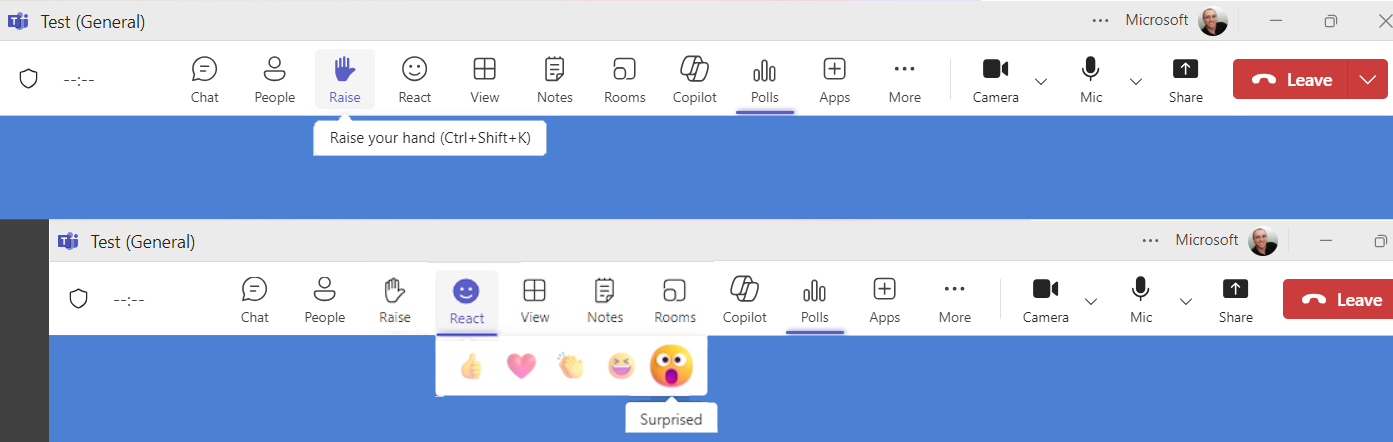 Test (General)
Microsoft
--:--
Chat People Raise React View Notes Rooms Copilot Polls Apps More Camera Mic Share Leave
Raise your hand (Ctrl+Shift+K)
Test (General)
Microsoft
--:--
Chat People Raise React View Notes Rooms Copilot Polls Apps More Camera Mic Share Leave
Surprised